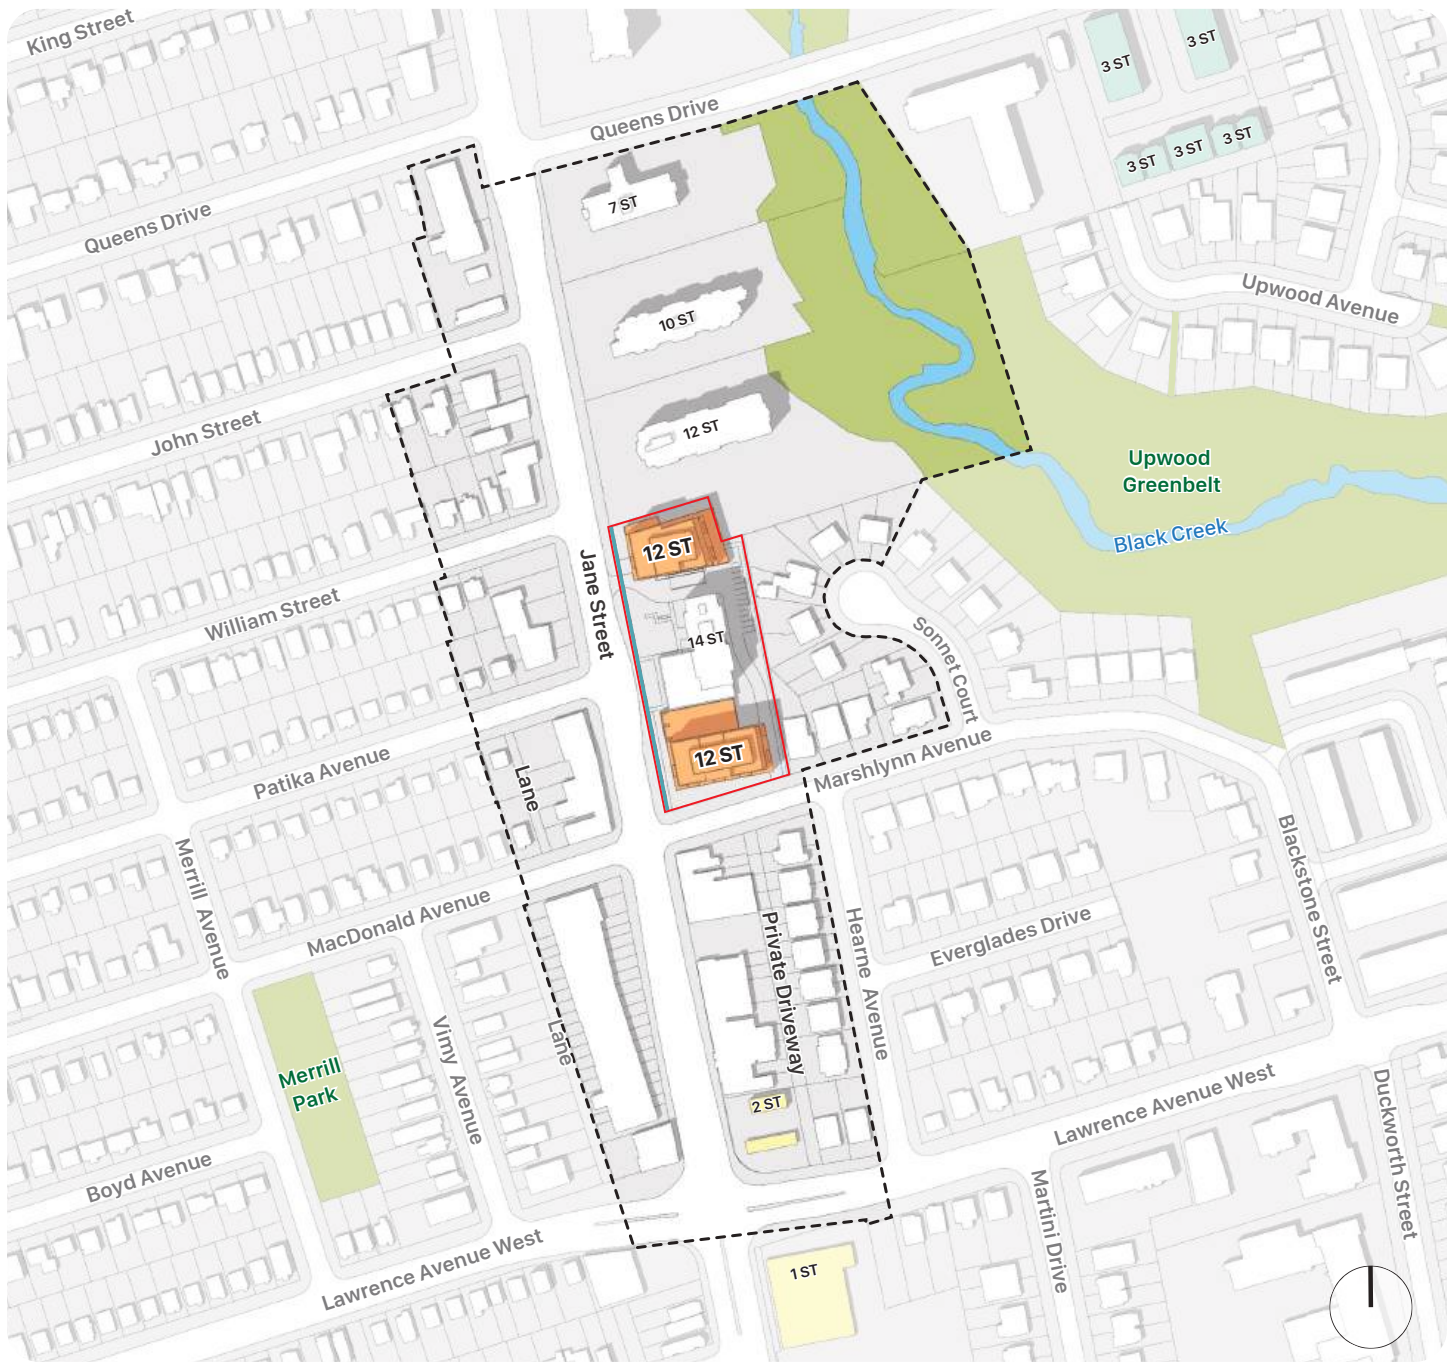 King Street
3 ST
3 ST
Queens Drive
3 ST
3 ST
3 ST
7 ST
Queens Drive
Upwood Avenue
10 ST
John Street
12 ST
Upwood
Greenbelt
Black Creek
12 ST
Jane Street
William Street
14 ST
Sonnet Court
12 ST
Marshlynn Avenue
Patika Avenue
Lane
Merrill Avenue
Blackstone Street
MacDonald Avenue
Private Driveway
Hearne Avenue
Everglades Drive
Vimy Avenue
Lane
Merrill
Park
2 ST
Lawrence Avenue West
Duckworth Street
Boyd Avenue
Martini Drive
Lawrence Avenue West
1 ST